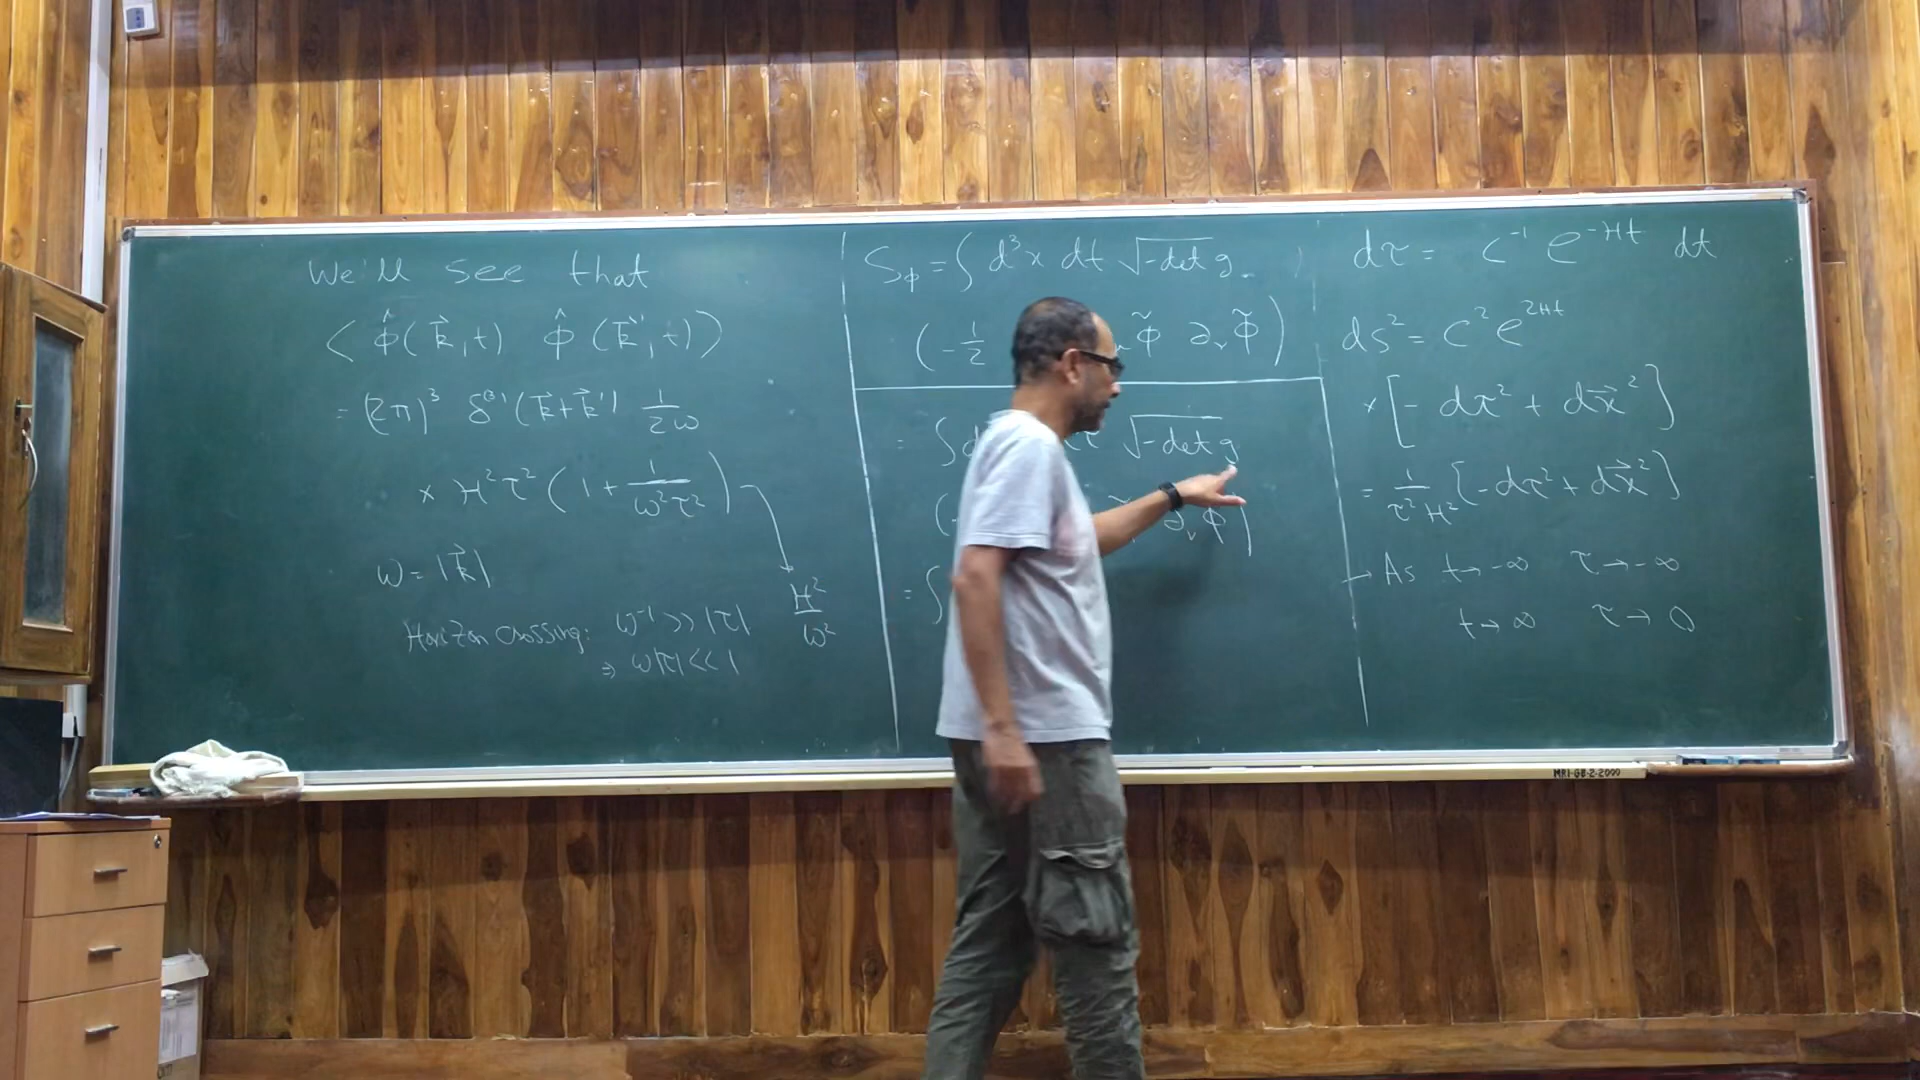 We'll see that
< φ̂(k⃗,t) φ̂(k⃗',t) >
= (2π)³ δ⁽³⁾(k⃗+k⃗') 1/2ω
× H²τ² (1 + 1/ω²τ²) → H²/ω²
ω = |k⃗|
Horizon crossing: ω⁻¹ >> |τ|
⇒ ω|τ| << 1
S_φ = ∫ d³x dt √-det g
(-1/2 φ̃ ∂_ν φ̃)
= ∫ d τ √-det g
∂_ν φ̃)
= ∫
dτ = C⁻¹ e^{-Ht} dt
ds² = C² e^{2Ht}
× [- dτ² + dx⃗²]
= 1/τ²H² [-dτ² + dx⃗²]
→ As t→-∞ τ→-∞
t→∞ τ→0
MRI-GB-2-2000